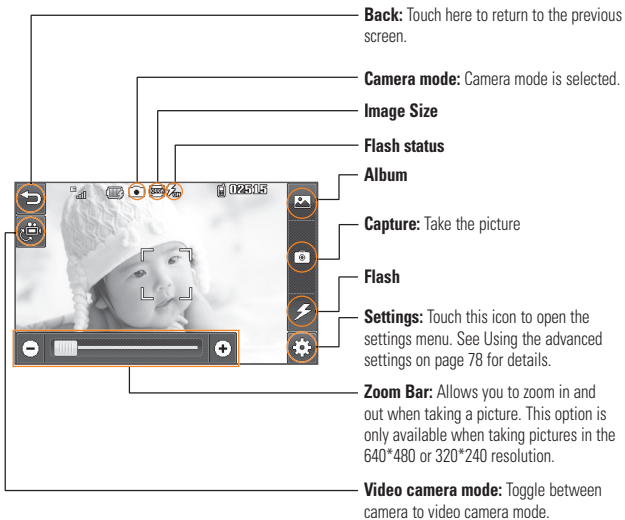 Back: Touch here to return to the previous
screen.
Camera mode: Camera mode is selected.
Image Size
Flash status
Album
02515
Capture: Take the picture
Flash
Settings: Touch this icon to open the
settings menu. See Using the advanced
settings on page 78 for details.
Zoom Bar: Allows you to zoom in and
out when taking a picture. This option is
only available when taking pictures in the
640*480 or 320*240 resolution.
Video camera mode: Toggle between
camera to video camera mode.